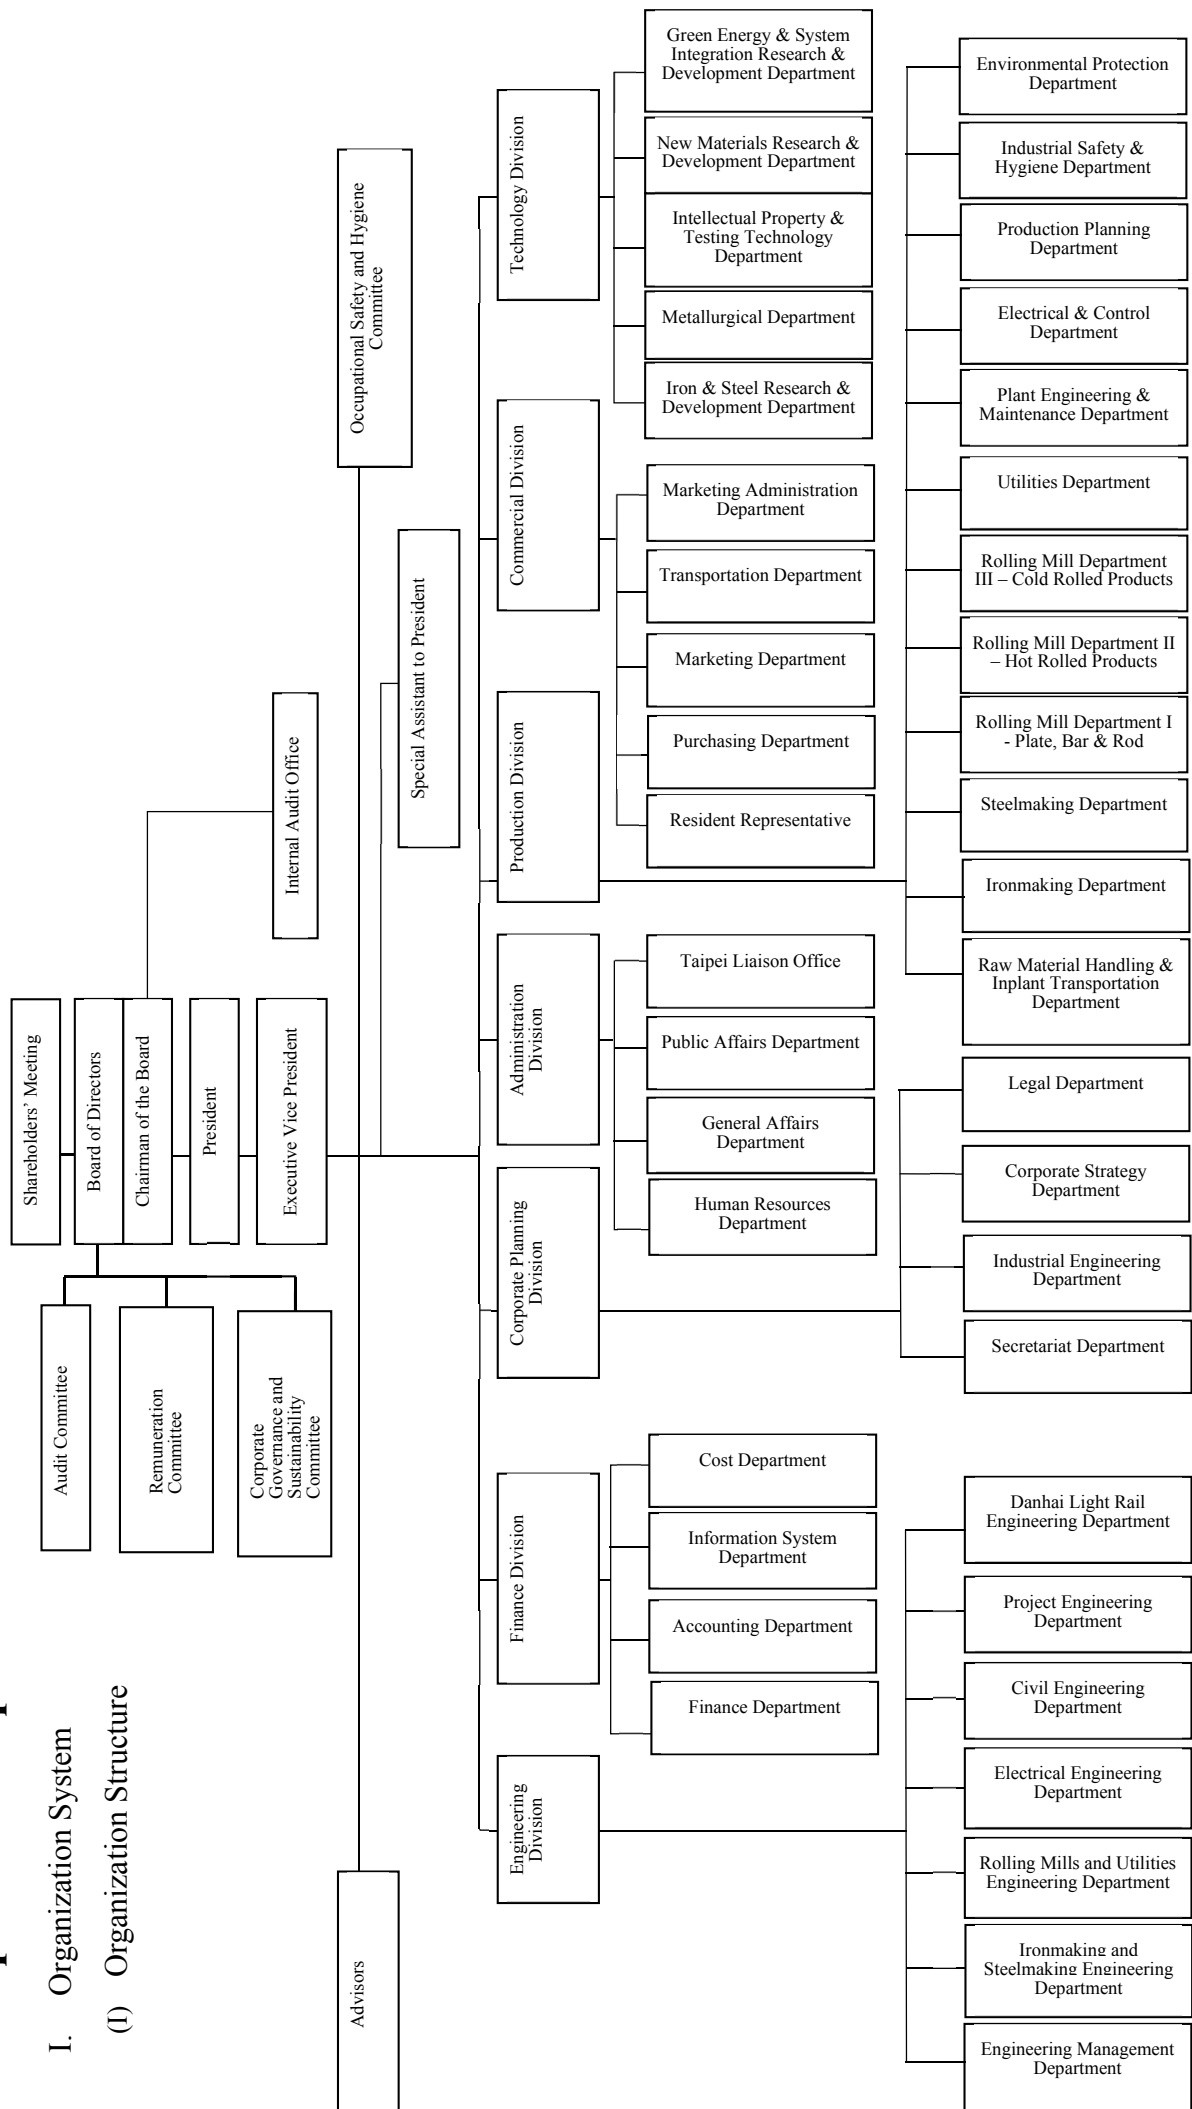 I. Organization System
(I) Organization Structure
Shareholders’ Meeting
Board of Directors
Chairman of the Board
President
Executive Vice President
Audit Committee
Remuneration
Committee
Corporate
Governance and
Sustainability
Committee
Internal Audit Office
Advisors
Occupational Safety and Hygiene
Committee
Special Assistant to President
Engineering
Division
Finance Division
Corporate Planning
Division
Administration
Division
Production Division
Commercial Division
Technology Division
Green Energy & System
Integration Research &
Development Department
New Materials Research &
Development Department
Intellectual Property &
Testing Technology
Department
Metallurgical Department
Iron & Steel Research &
Development Department
Marketing Administration
Department
Transportation Department
Marketing Department
Purchasing Department
Resident Representative
Environmental Protection
Department
Industrial Safety &
Hygiene Department
Production Planning
Department
Electrical & Control
Department
Plant Engineering &
Maintenance Department
Utilities Department
Rolling Mill Department
III – Cold Rolled Products
Rolling Mill Department II
– Hot Rolled Products
Rolling Mill Department I
- Plate, Bar & Rod
Steelmaking Department
Ironmaking Department
Raw Material Handling &
Inplant Transportation
Department
Taipei Liaison Office
Public Affairs Department
General Affairs
Department
Human Resources
Department
Legal Department
Corporate Strategy
Department
Industrial Engineering
Department
Secretariat Department
Cost Department
Information System
Department
Accounting Department
Finance Department
Danhai Light Rail
Engineering Department
Project Engineering
Department
Civil Engineering
Department
Electrical Engineering
Department
Rolling Mills and Utilities
Engineering Department
Ironmaking and
Steelmaking Engineering
Department
Engineering Management
Department